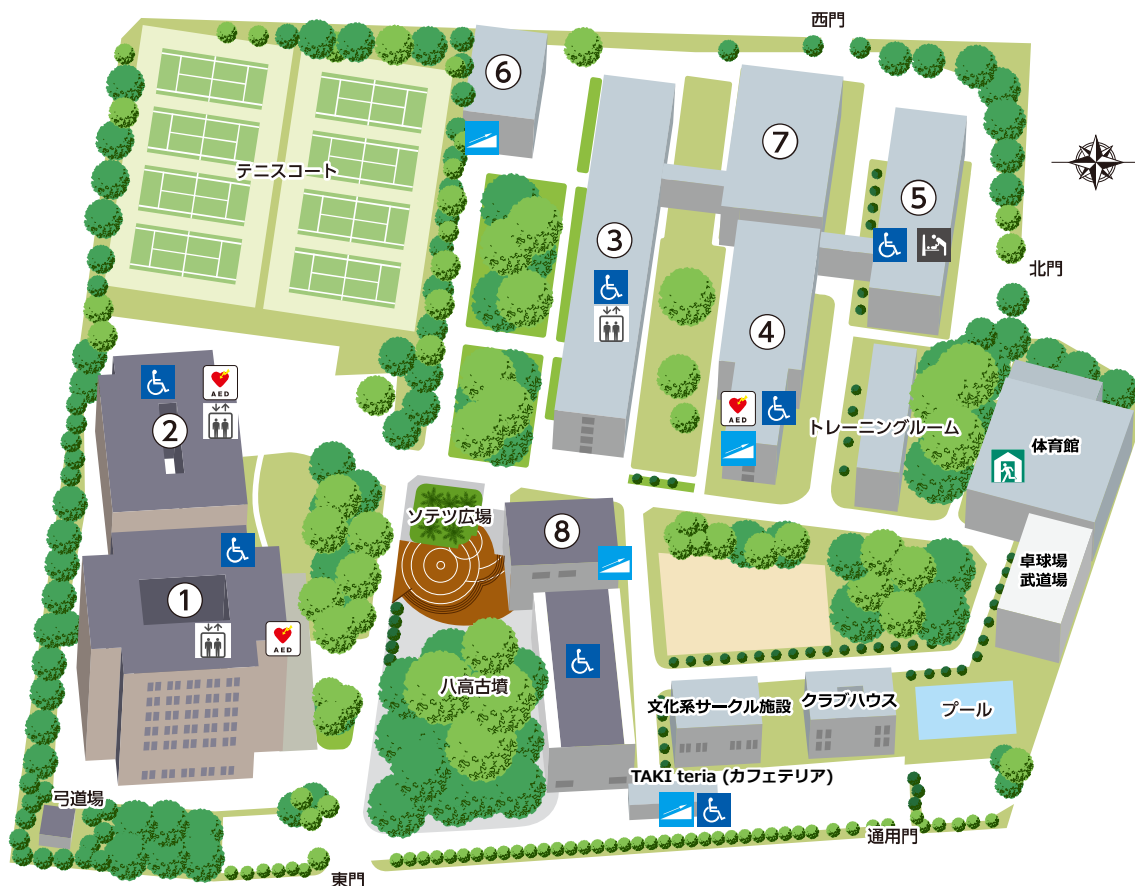 西門
⑥
⑦
テニスコート
⑤
③
北門
④
AED
②
トレーニングルーム
体育館
ソテツ広場
⑧
卓球場
武道場
①
AED
八高古墳
文化系サークル施設
クラブハウス
プール
TAKI teria (カフェテリア)
弓道場
通用門
東門
AED